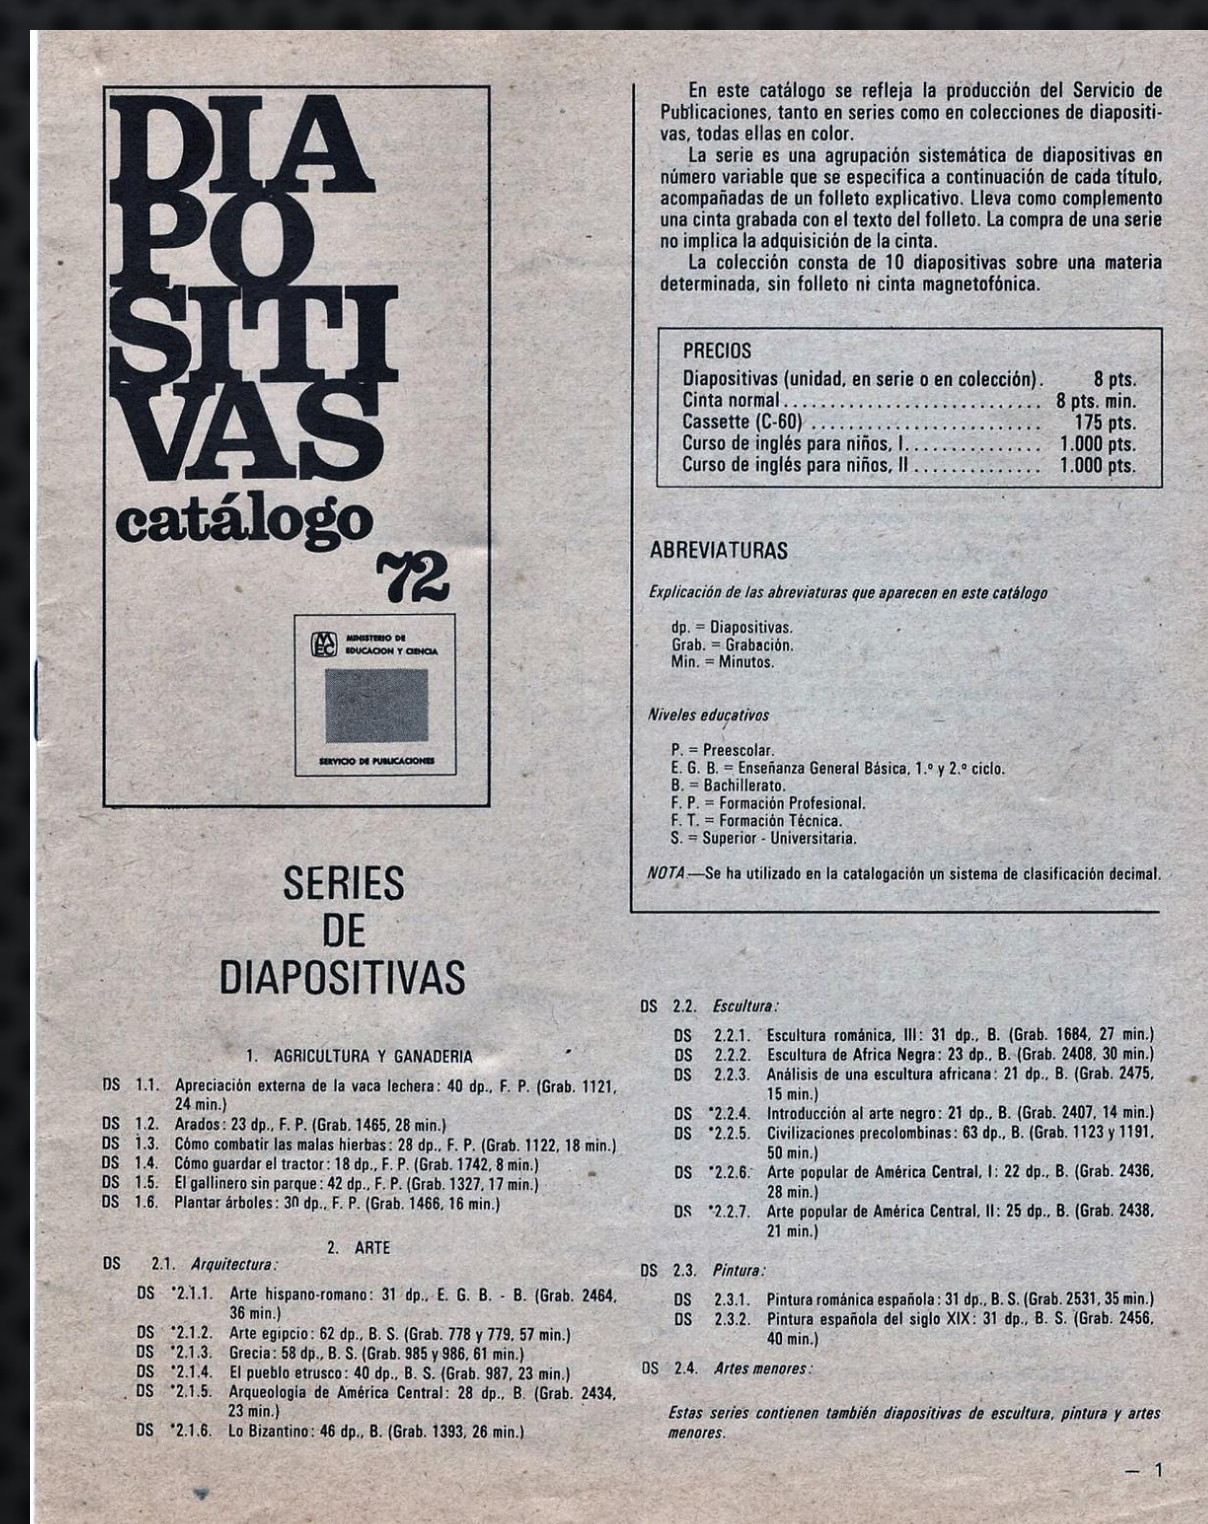 DIA
PO
SITI
VAS
catálogo
72
MEC
MINISTERIO DE
EDUCACION Y CIENCIA
SERVICIO DE PUBLICACIONES
En este catálogo se refleja la producción del Servicio de
Publicaciones, tanto en series como en colecciones de diapositi-
vas, todas ellas en color.
La serie es una agrupación sistemática de diapositivas en
número variable que se especifica a continuación de cada título,
acompañadas de un folleto explicativo. Lleva como complemento
una cinta grabada con el texto del folleto. La compra de una serie
no implica la adquisición de la cinta.
La colección consta de 10 diapositivas sobre una materia
determinada, sin folleto ni cinta magnetofónica.
PRECIOS
Diapositivas (unidad, en serie o en colección). 8 pts.
Cinta normal ............................ 8 pts. min.
Cassette (C-60) ......................... 175 pts.
Curso de inglés para niños, I. .............. 1.000 pts.
Curso de inglés para niños, II .............. 1.000 pts.
ABREVIATURAS
Explicación de las abreviaturas que aparecen en este catálogo
dp. = Diapositivas.
Grab. = Grabación.
Min. = Minutos.
Niveles educativos
P. = Preescolar.
E. G. B. = Enseñanza General Básica, 1.º y 2.º ciclo.
B. = Bachillerato.
F. P. = Formación Profesional.
F. T. = Formación Técnica.
S. = Superior - Universitaria.
NOTA.—Se ha utilizado en la catalogación un sistema de clasificación decimal.
SERIES
DE
DIAPOSITIVAS
1. AGRICULTURA Y GANADERIA
DS 1.1. Apreciación externa de la vaca lechera: 40 dp., F. P. (Grab. 1121,
24 min.)
DS 1.2. Arados: 23 dp., F. P. (Grab. 1465, 28 min.)
DS 1.3. Cómo combatir las malas hierbas: 28 dp., F. P. (Grab. 1122, 18 min.)
DS 1.4. Cómo guardar el tractor: 18 dp., F. P. (Grab. 1742, 8 min.)
DS 1.5. El gallinero sin parque: 42 dp., F. P. (Grab. 1327, 17 min.)
DS 1.6. Plantar árboles: 30 dp., F. P. (Grab. 1466, 16 min.)
2. ARTE
DS 2.1. Arquitectura:
DS *2.1.1. Arte hispano-romano: 31 dp., E. G. B. - B. (Grab. 2464,
36 min.)
DS *2.1.2. Arte egipcio: 62 dp., B. S. (Grab. 778 y 779, 57 min.)
DS *2.1.3. Grecia: 58 dp., B. S. (Grab. 985 y 986, 61 min.)
DS *2.1.4. El pueblo etrusco: 40 dp., B. S. (Grab. 987, 23 min.)
DS *2.1.5. Arqueología de América Central: 28 dp., B. (Grab. 2434,
23 min.)
DS *2.1.6. Lo Bizantino: 46 dp., B. (Grab. 1393, 26 min.)
DS 2.2. Escultura:
DS 2.2.1. Escultura románica, III: 31 dp., B. (Grab. 1684, 27 min.)
DS 2.2.2. Escultura de Africa Negra: 23 dp., B. (Grab. 2408, 30 min.)
DS 2.2.3. Análisis de una escultura africana: 21 dp., B. (Grab. 2475,
15 min.)
DS *2.2.4. Introducción al arte negro: 21 dp., B. (Grab. 2407, 14 min.)
DS *2.2.5. Civilizaciones precolombinas: 63 dp., B. (Grab. 1123 y 1191,
50 min.)
DS *2.2.6. Arte popular de América Central, I: 22 dp., B. (Grab. 2436,
28 min.)
DS *2.2.7. Arte popular de América Central, II: 25 dp., B. (Grab. 2438,
21 min.)
DS 2.3. Pintura:
DS 2.3.1. Pintura románica española: 31 dp., B. S. (Grab. 2531, 35 min.)
DS 2.3.2. Pintura española del siglo XIX: 31 dp., B. S. (Grab. 2456,
40 min.)
DS 2.4. Artes menores:
Estas series contienen también diapositivas de escultura, pintura y artes
menores.
— 1